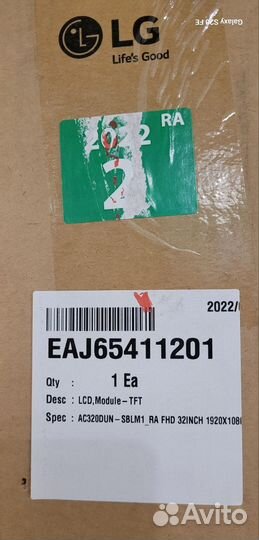 Galaxy S20 FE
LG
Life's Good
RA
2022
2
2022/
EAJ65411201
Qty : 1 Ea
Desc : LCD,Module-TFT
Spec : AC320DUN-SBLM1_RA FHD 32INCH 1920X108
Avito